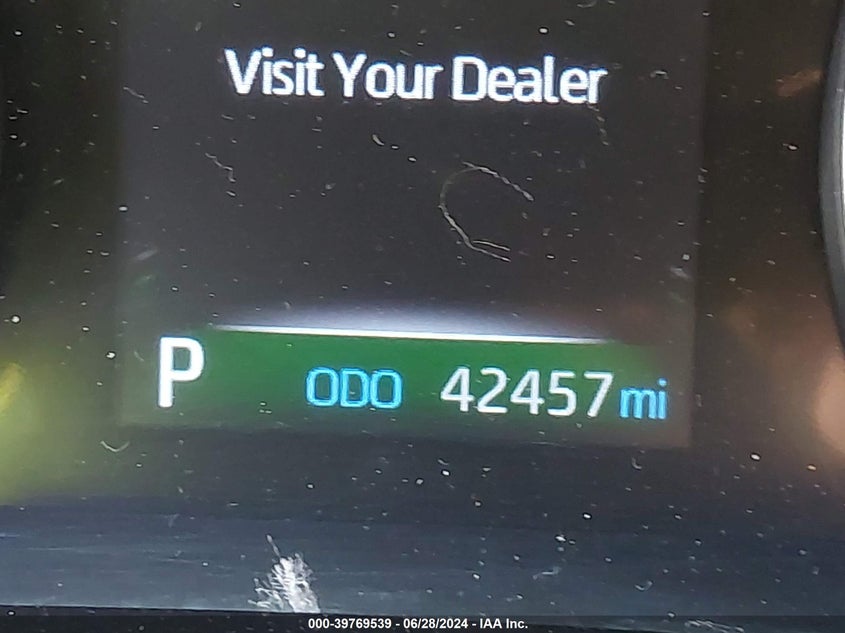 Visit Your Dealer
P ODO 42457 mi
000-39769539 - 06/28/2024 - IAA Inc.